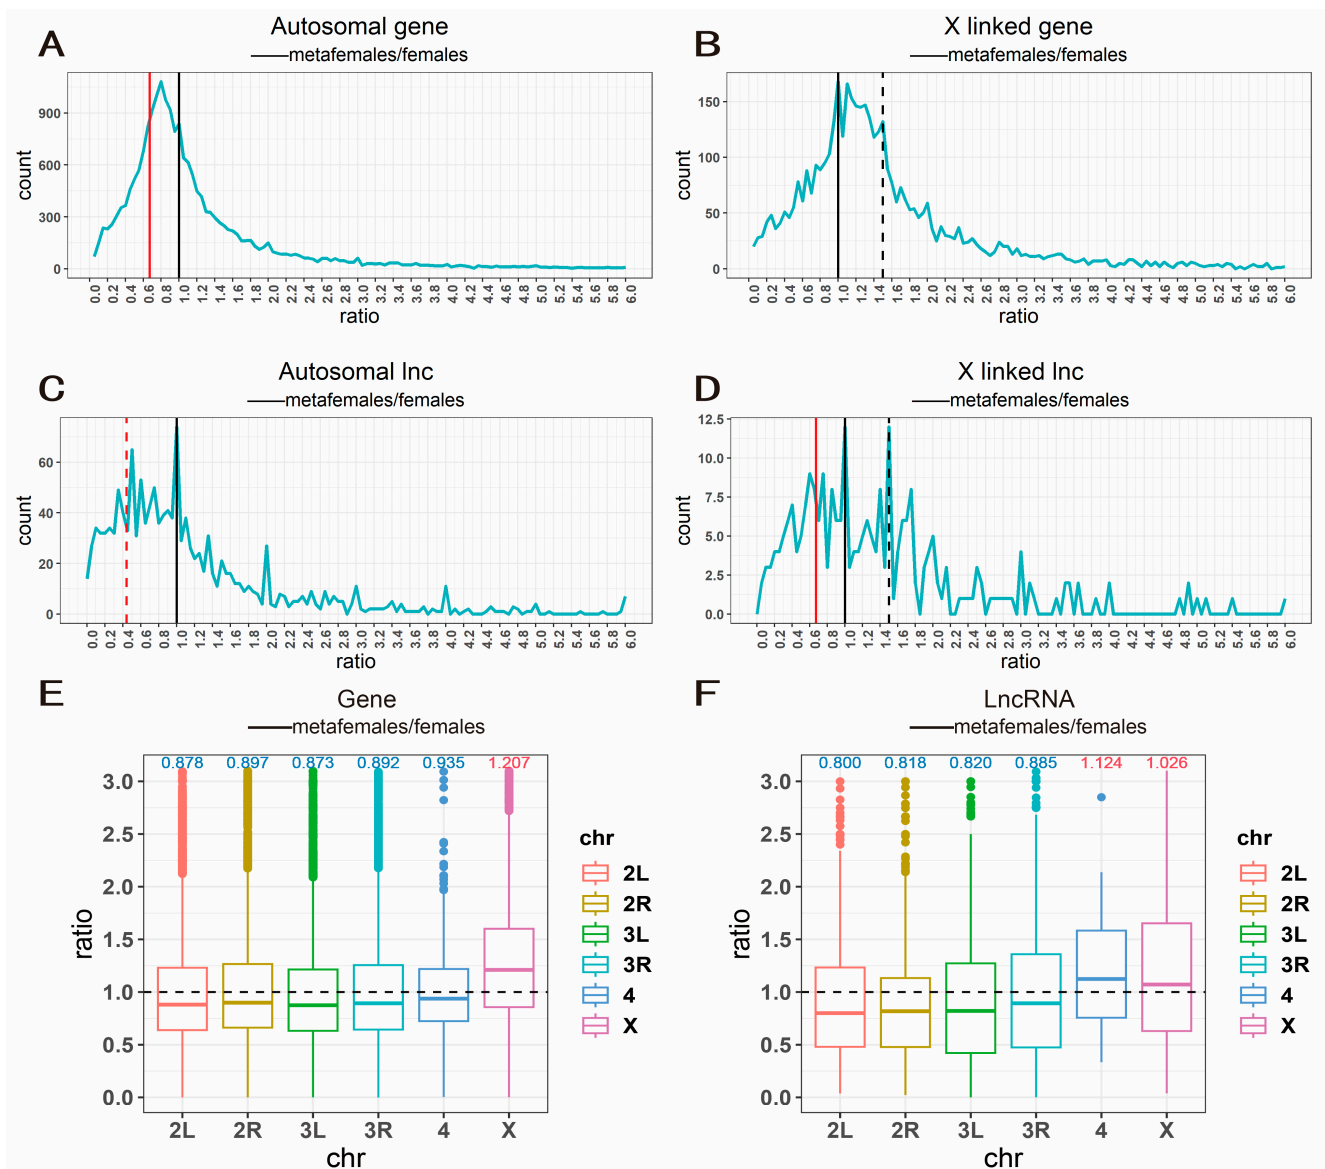 A
Autosomal gene
metafemales/females
count
900
600
300
0
0.0 0.2 0.4 0.6 0.8 1.0 1.2 1.4 1.6 1.8 2.0 2.2 2.4 2.6 2.8 3.0 3.2 3.4 3.6 3.8 4.0 4.2 4.4 4.6 4.8 5.0 5.2 5.4 5.6 5.8 6.0
ratio
B
X linked gene
metafemales/females
count
150
100
50
0
0.0 0.2 0.4 0.6 0.8 1.0 1.2 1.4 1.6 1.8 2.0 2.2 2.4 2.6 2.8 3.0 3.2 3.4 3.6 3.8 4.0 4.2 4.4 4.6 4.8 5.0 5.2 5.4 5.6 5.8 6.0
ratio
C
Autosomal lnc
metafemales/females
count
60
40
20
0
0.0 0.2 0.4 0.6 0.8 1.0 1.2 1.4 1.6 1.8 2.0 2.2 2.4 2.6 2.8 3.0 3.2 3.4 3.6 3.8 4.0 4.2 4.4 4.6 4.8 5.0 5.2 5.4 5.6 5.8 6.0
ratio
D
X linked lnc
metafemales/females
count
12.5
10.0
7.5
5.0
2.5
0.0
0.0 0.2 0.4 0.6 0.8 1.0 1.2 1.4 1.6 1.8 2.0 2.2 2.4 2.6 2.8 3.0 3.2 3.4 3.6 3.8 4.0 4.2 4.4 4.6 4.8 5.0 5.2 5.4 5.6 5.8 6.0
ratio
E
Gene
metafemales/females
0.878 0.897 0.873 0.892 0.935 1.207
ratio
3.0
2.5
2.0
1.5
1.0
0.5
0.0
2L 2R 3L 3R 4 X
chr
chr
2L
2R
3L
3R
4
X
F
LncRNA
metafemales/females
0.800 0.818 0.820 0.885 1.124 1.026
ratio
3.0
2.5
2.0
1.5
1.0
0.5
0.0
2L 2R 3L 3R 4 X
chr
chr
2L
2R
3L
3R
4
X